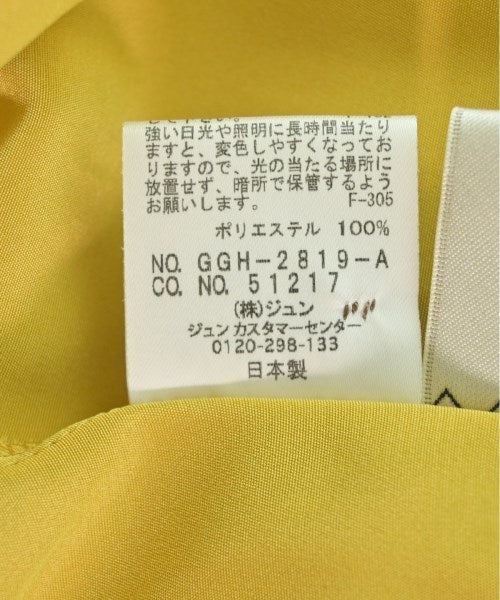 強い日光や照明に長時間当たり
ますと、変色しやすくなってお
りますので、光の当たる場所に
放置せず、暗所で保管するよう
お願いします。 F-305
ポリエステル 100%
NO. GGH-2819-A
CO. NO. 51217
(株)ジュン
ジュン カスタマーセンター
0120-298-133
日本製